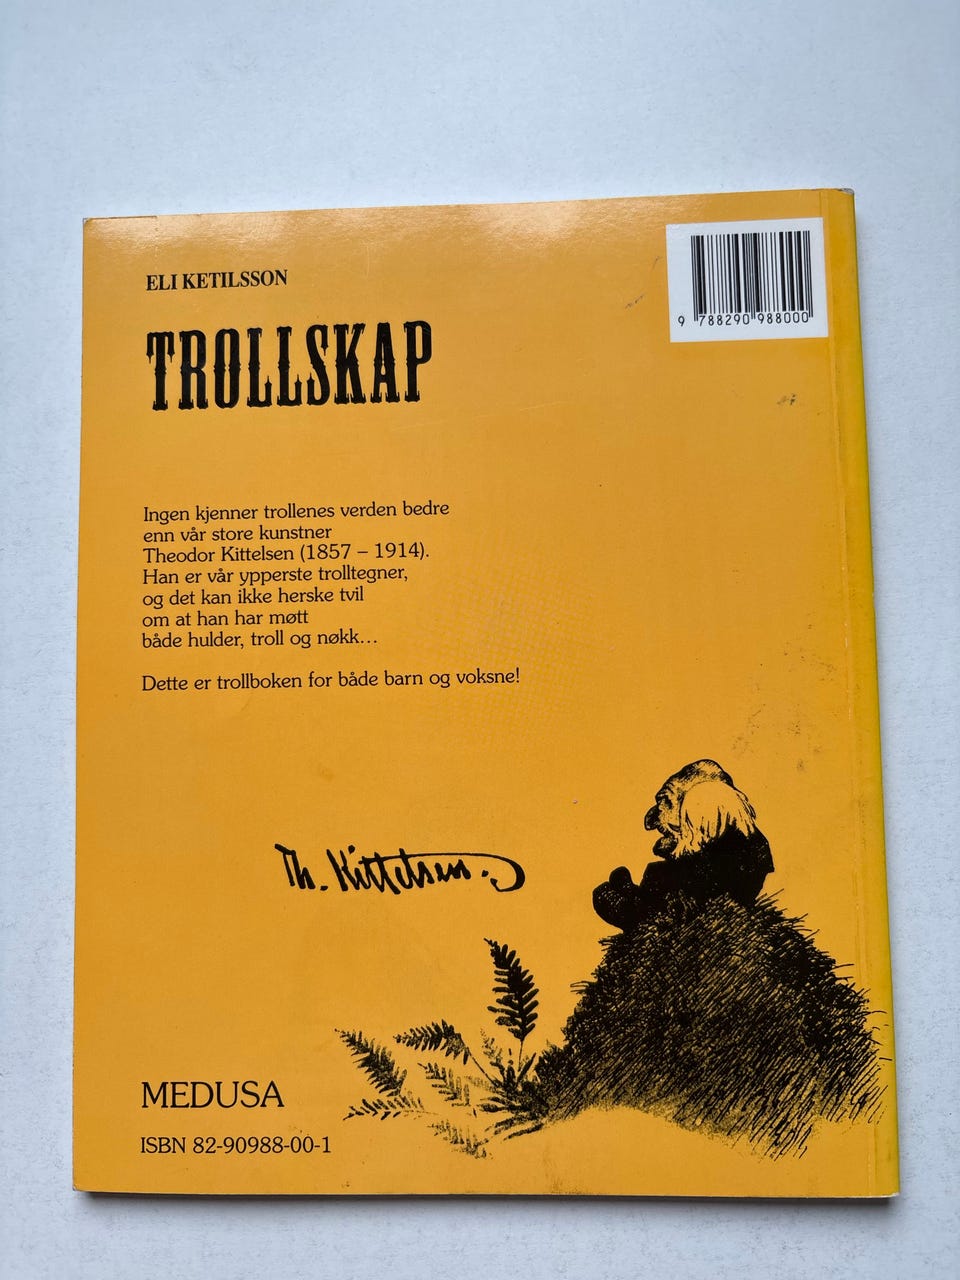 ELI KETILSSON
TROLLSKAP
9 788290 988000
Ingen kjenner trollenes verden bedre
enn vår store kunstner
Theodor Kittelsen (1857 – 1914).
Han er vår ypperste trolltegner,
og det kan ikke herske tvil
om at han har møtt
både hulder, troll og nøkk...
Dette er trollboken for både barn og voksne!
Th. Kittelsen.
MEDUSA
ISBN 82-90988-00-1